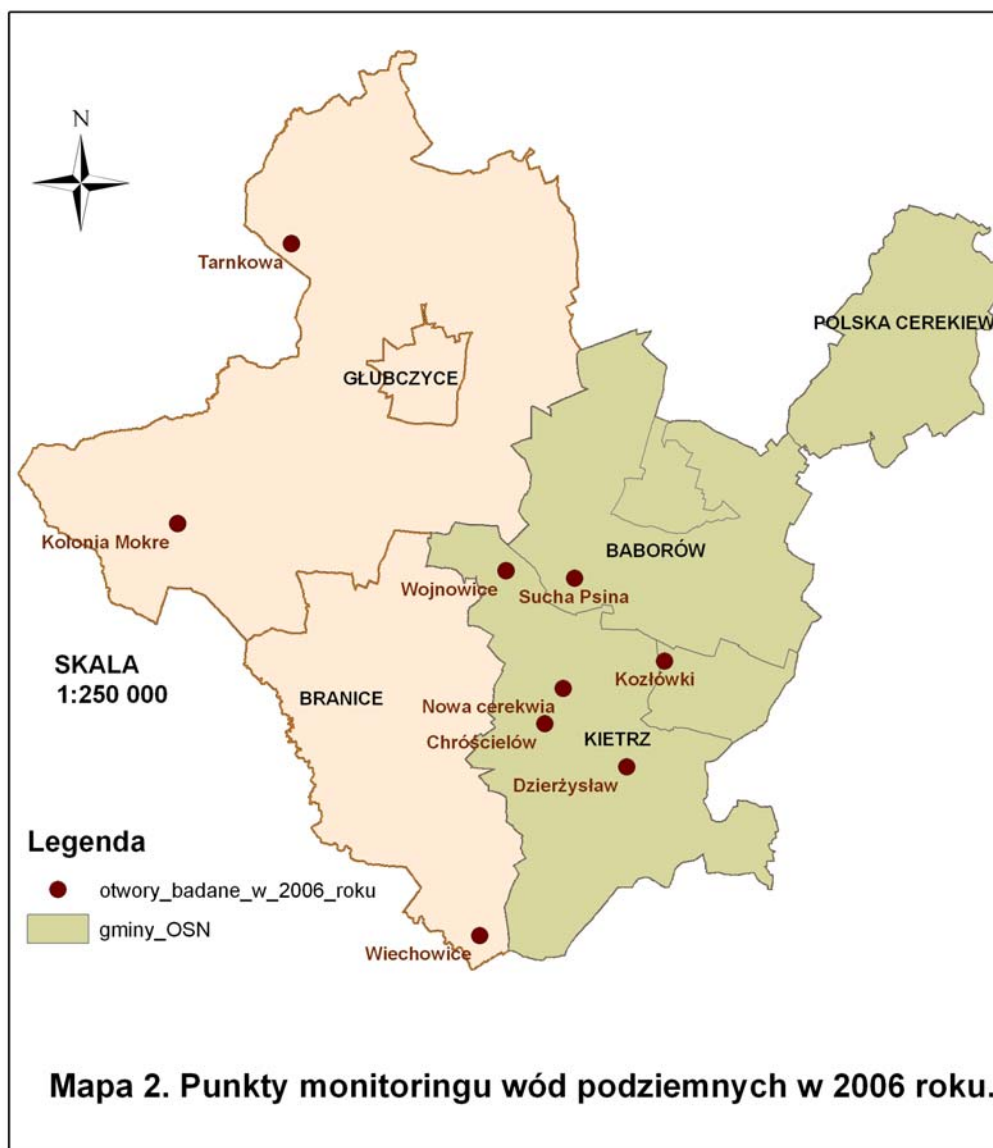 N
Tarnkowa
POLSKA CEREKIEW
GŁUBCZYCE
Kolonia Mokre
BABORÓW
Wojnowice
Sucha Psina
SKALA
1:250 000
BRANICE
Kozłówki
Nowa cerekwia
Chróścielów
KIETRZ
Dzierżysław
Legenda
otwory_badane_w_2006_roku
gminy_OSN
Wiechowice
Mapa 2. Punkty monitoringu wód podziemnych w 2006 roku.